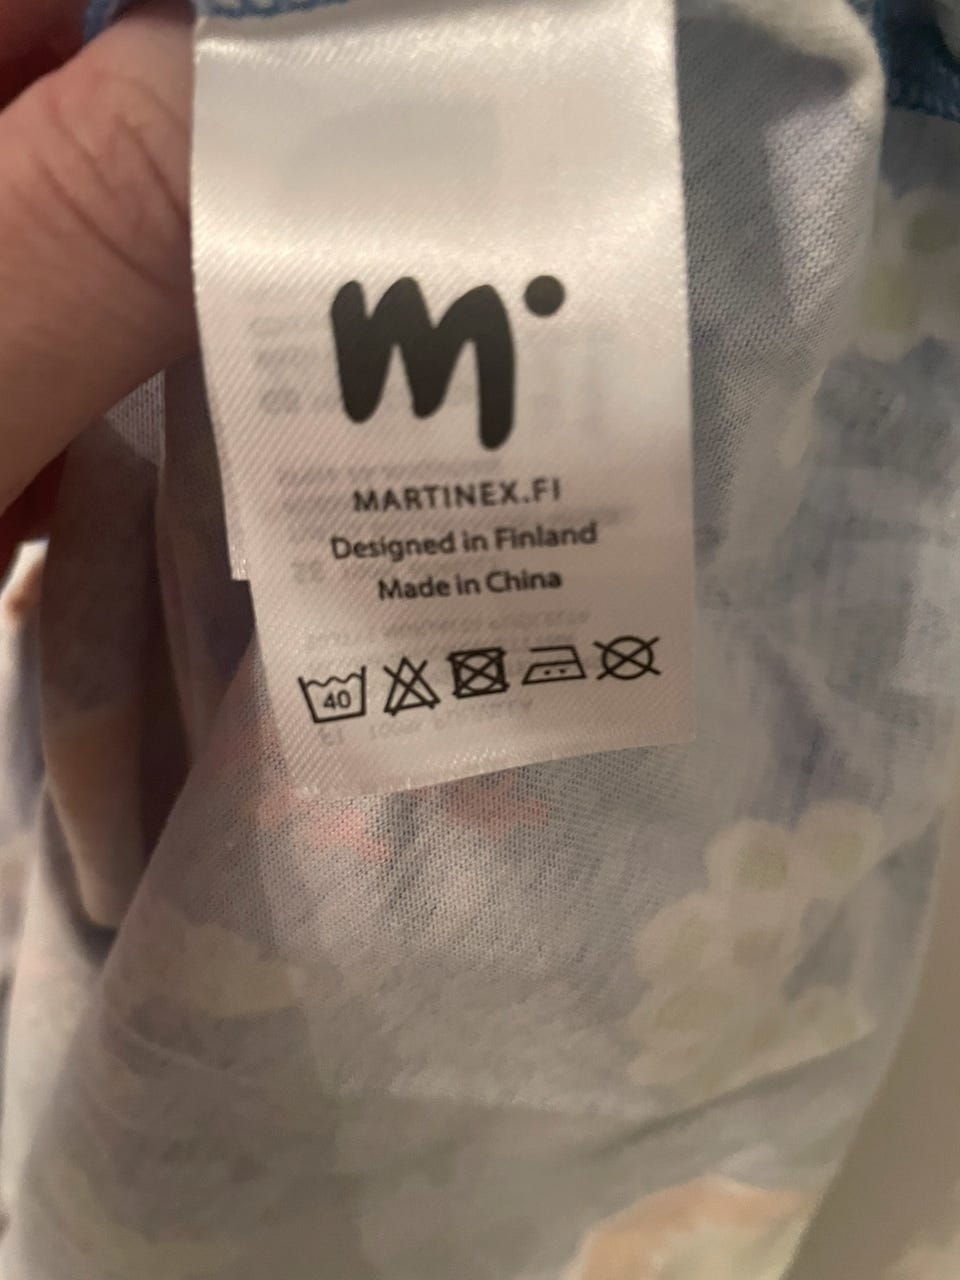 m
MARTINEX.FI
Designed in Finland
Made in China
40